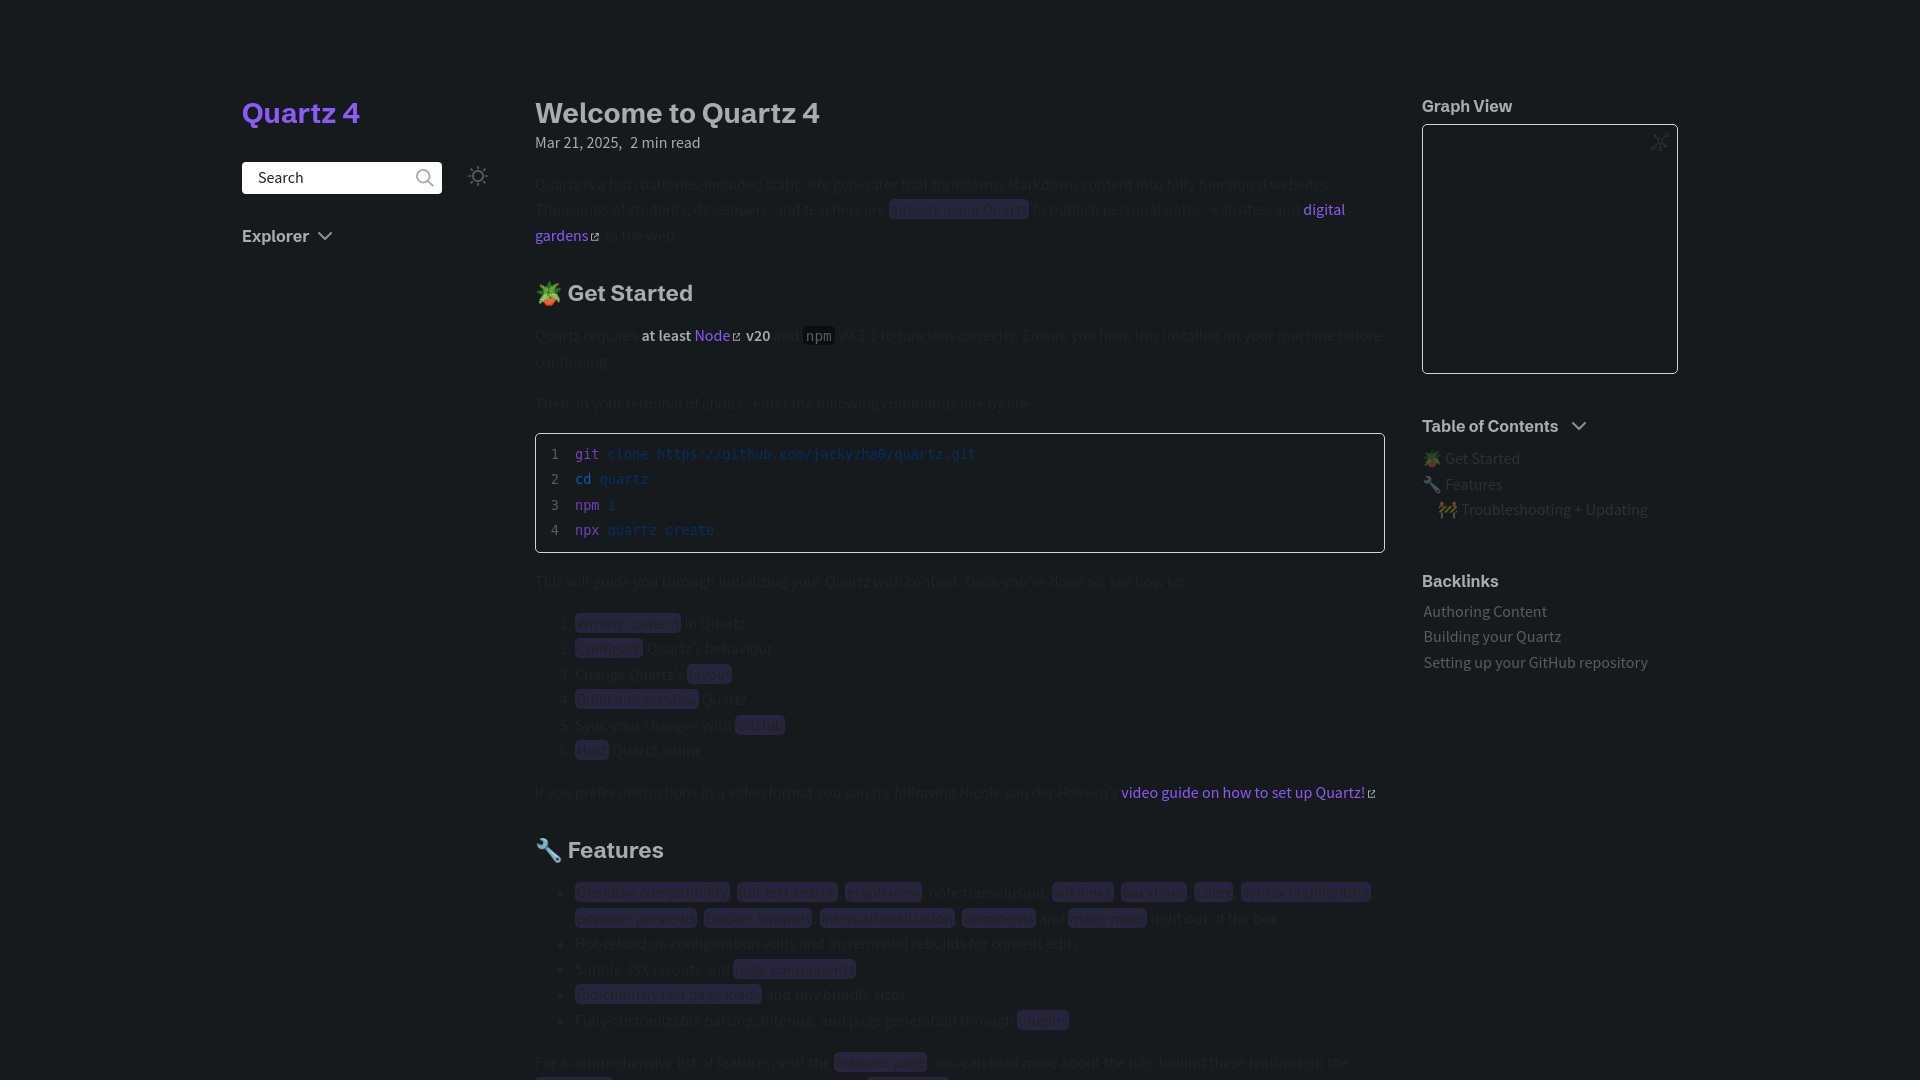 Quartz 4
Search
Explorer
Welcome to Quartz 4
Mar 21, 2025, 2 min read
Quartz is a fast, batteries-included static-site generator that transforms Markdown content into fully functional websites.
Thousands of students, developers, and teachers are already using Quartz to publish personal notes, websites, and digital
gardens to the web.
🪴 Get Started
Quartz requires at least Node v20 and npm v9.3.1 to function correctly. Ensure you have this installed on your machine before
continuing.
Then, in your terminal of choice, enter the following commands line by line:
1 git clone https://github.com/jackyzha0/quartz.git
2 cd quartz
3 npm i
4 npx quartz create
This will guide you through initializing your Quartz with content. Once you've done so, see how to:
1. Writing content in Quartz
2. Configure Quartz's behaviour
3. Change Quartz's layout
4. Build and preview Quartz
5. Sync your changes with GitHub
6. Host Quartz online
If you prefer instructions in a video format you can try following Nicole van der Hoeven's video guide on how to set up Quartz!
🔧 Features
• Obsidian compatibility, full-text search, graph view, note transclusion, wikilinks, backlinks, Latex, syntax highlighting,
popover previews, Docker Support, internationalization, comments and many more right out of the box
• Hot-reload on configuration edits and incremental rebuilds for content edits
• Simple JSX layouts and page components
• Ridiculously fast page loads and tiny bundle sizes
• Fully-customizable parsing, filtering, and page generation through plugins
For a comprehensive list of features, visit the features page. You can read more about the why behind these features on the
Graph View
Table of Contents
🪴 Get Started
🔧 Features
🚧 Troubleshooting + Updating
Backlinks
Authoring Content
Building your Quartz
Setting up your GitHub repository